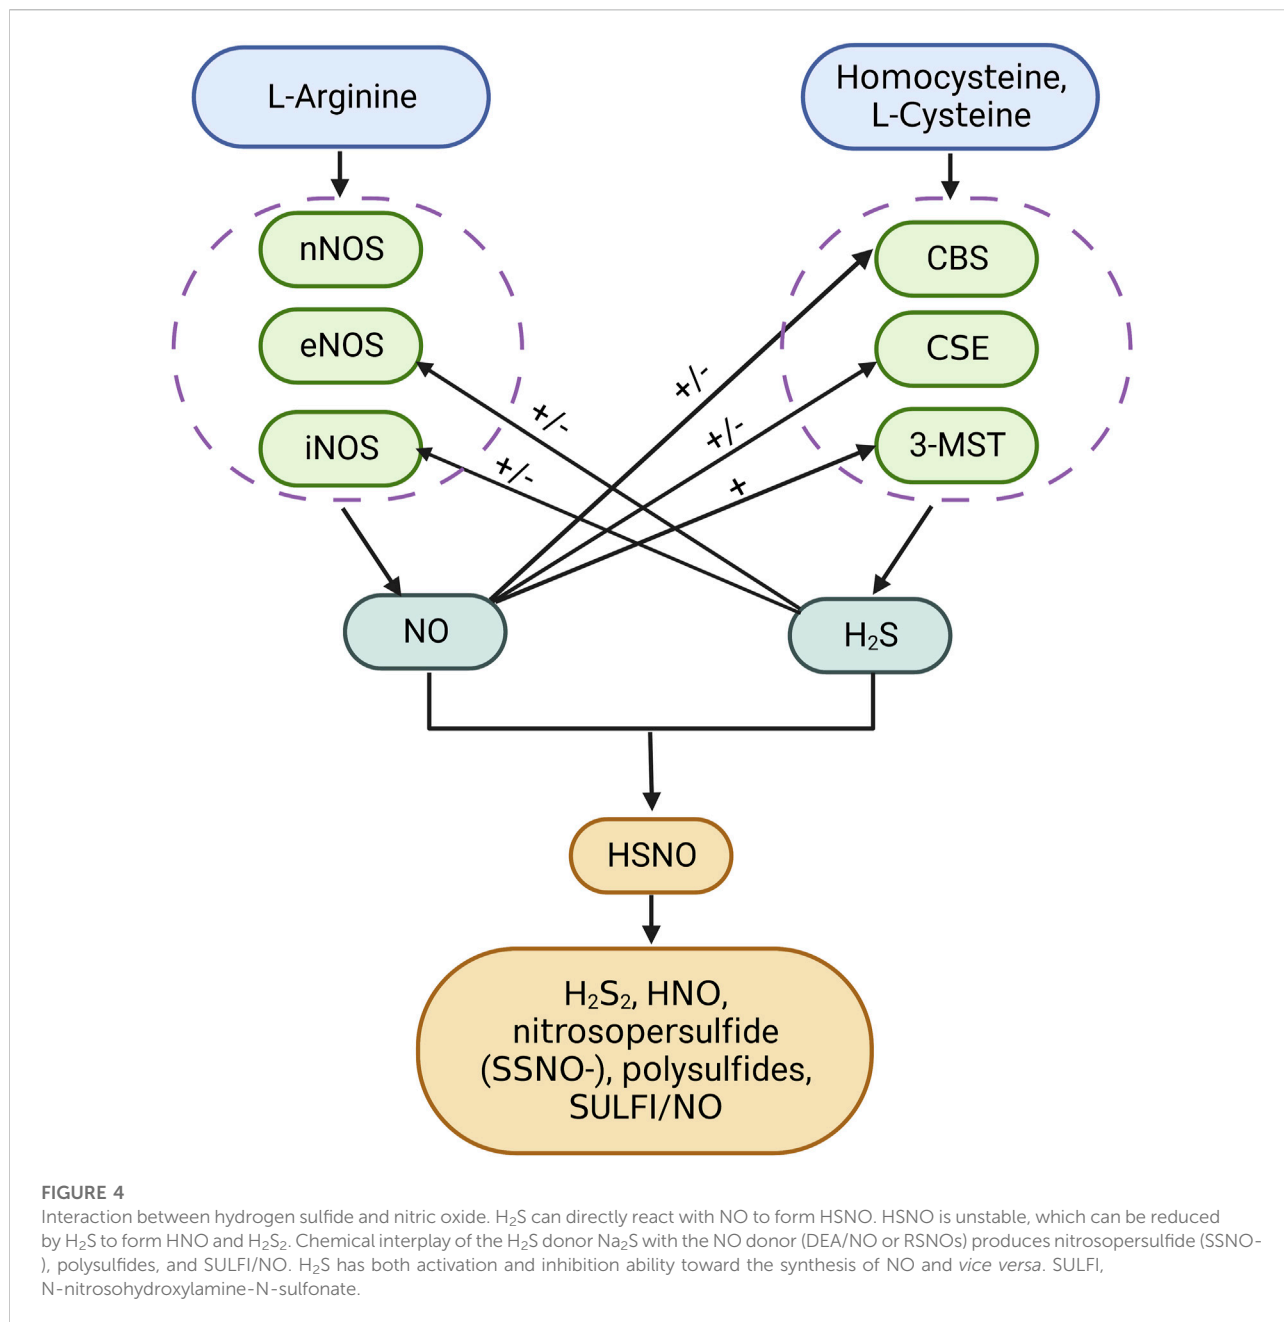 L-Arginine
Homocysteine,
L-Cysteine
nNOS
eNOS
iNOS
CBS
CSE
3-MST
+/-
+/-
+
+/-
+/-
NO
H₂S
HSNO
H₂S₂, HNO,
nitrosopersulfide
(SSNO-), polysulfides,
SULFI/NO
FIGURE 4
Interaction between hydrogen sulfide and nitric oxide. H₂S can directly react with NO to form HSNO. HSNO is unstable, which can be reduced
by H₂S to form HNO and H₂S₂. Chemical interplay of the H₂S donor Na₂S with the NO donor (DEA/NO or RSNOs) produces nitrosopersulfide (SSNO-
), polysulfides, and SULFI/NO. H₂S has both activation and inhibition ability toward the synthesis of NO and vice versa. SULFI,
N-nitrosohydroxylamine-N-sulfonate.